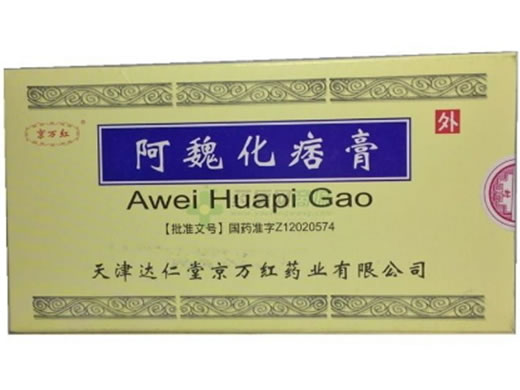 京万红®
外
阿魏化痞膏
Awei Huapi Gao
【批准文号】国药准字Z12020574
天津达仁堂京万红药业有限公司